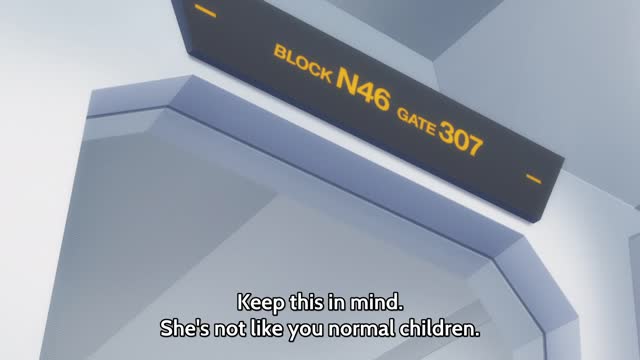 BLOCK N46 GATE 307
Keep this in mind.
She's not like you normal children.